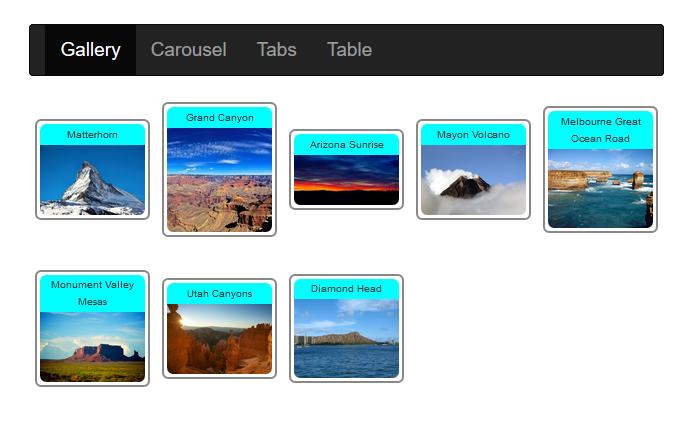 Gallery Carousel Tabs Table
Matterhorn
Grand Canyon
Arizona Sunrise
Mayon Volcano
Melbourne Great
Ocean Road
Monument Valley
Mesas
Utah Canyons
Diamond Head